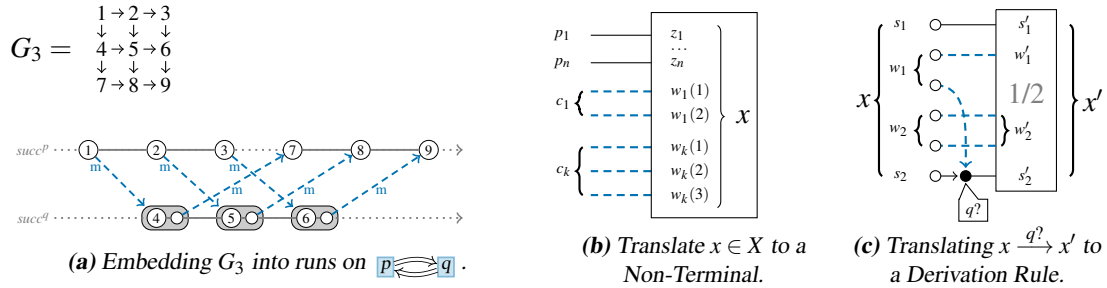 G₃ =
1 → 2 → 3
4 → 5 → 6
7 → 8 → 9
succᵖ 1 2 3 7 8 9
m m m m m m
succ^q 4 5 6
(a) Embedding G₃ into runs on p q .
p₁ z₁
...
pₙ zₙ
c₁ w₁(1)
w₁(2)
x
cₖ wₖ(1)
wₖ(2)
wₖ(3)
(b) Translate x ∈ X to a
Non-Terminal.
s₁ s′₁
w₁ w′₁
x 1/2 x′
w₂ w′₂
s₂ s′₂
q?
(c) Translating x —q?→ x′ to
a Derivation Rule.